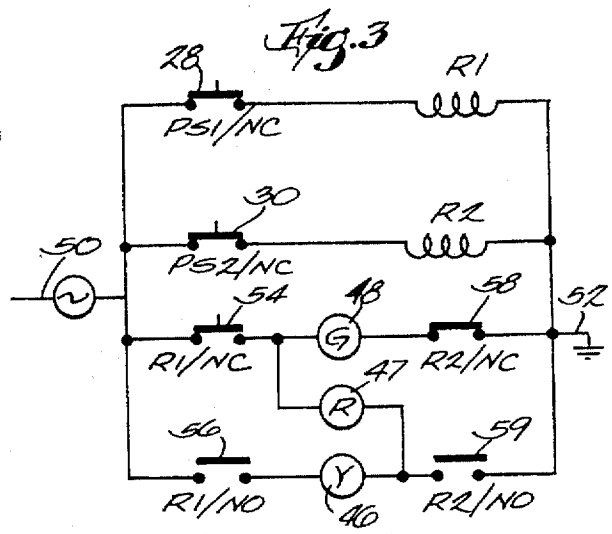 Fig. 3
28
R1
PS1/NC
30
R2
PS2/NC
50
54
48
58
52
G
R1/NC
R2/NC
47
R
56
59
Y
R1/NO
R2/NO
46